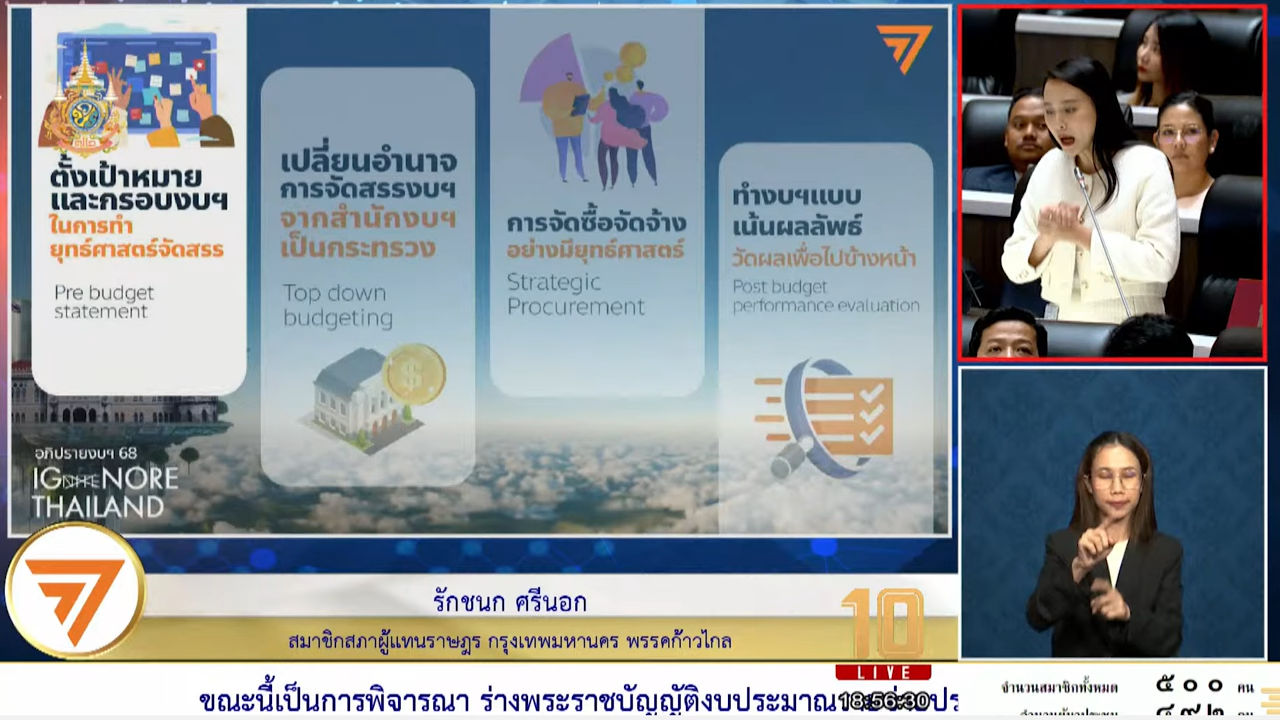 ตั้งเป้าหมาย
และกรอบงบฯ
ในการทำ
ยุทธ์ศาสตร์จัดสรร
Pre budget
statement
เปลี่ยนอำนาจ
การจัดสรรงบฯ
จากสำนักงบฯ
เป็นกระทรวง
Top down
budgeting
การจัดซื้อจัดจ้าง
อย่างมียุทธ์ศาสตร์
Strategic
Procurement
ทำงบฯแบบ
เน้นผลลัพธ์
วัดผลเพื่อไปข้างหน้า
Post budget
performance evaluation
อภิปรายงบฯ 68
IGNORE
THAILAND
รักชนก ศรีนอก
สมาชิกสภาผู้แทนราษฎร กรุงเทพมหานคร พรรคก้าวไกล
10
LIVE
18:56:30
ขณะนี้เป็นการพิจารณา ร่างพระราชบัญญัติงบประมาณ
จำนวนสมาชิกทั้งหมด ๕๐๐ คน